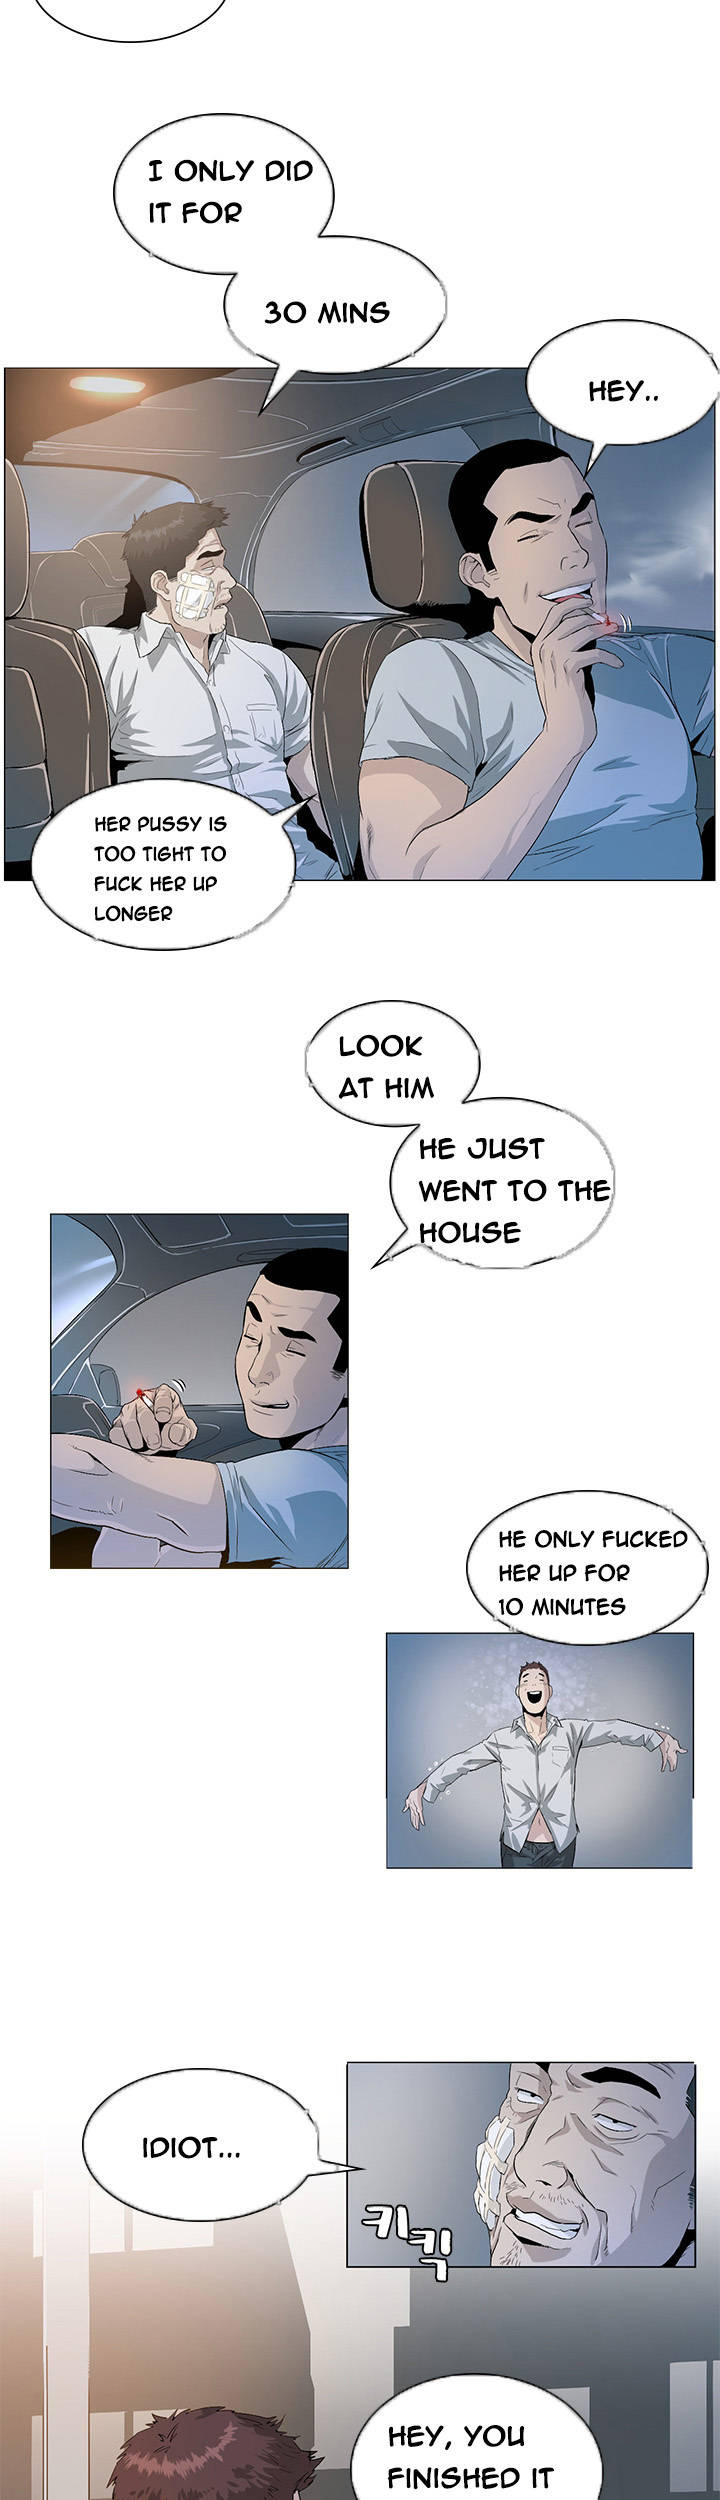 I ONLY DID
IT FOR
30 MINS
HEY..
HER PUSSY IS
TOO TIGHT TO
FUCK HER UP
LONGER
LOOK
AT HIM
HE JUST
WENT TO THE
HOUSE
HE ONLY FUCKED
HER UP FOR
10 MINUTES
IDIOT...
키킥
HEY, YOU
FINISHED IT